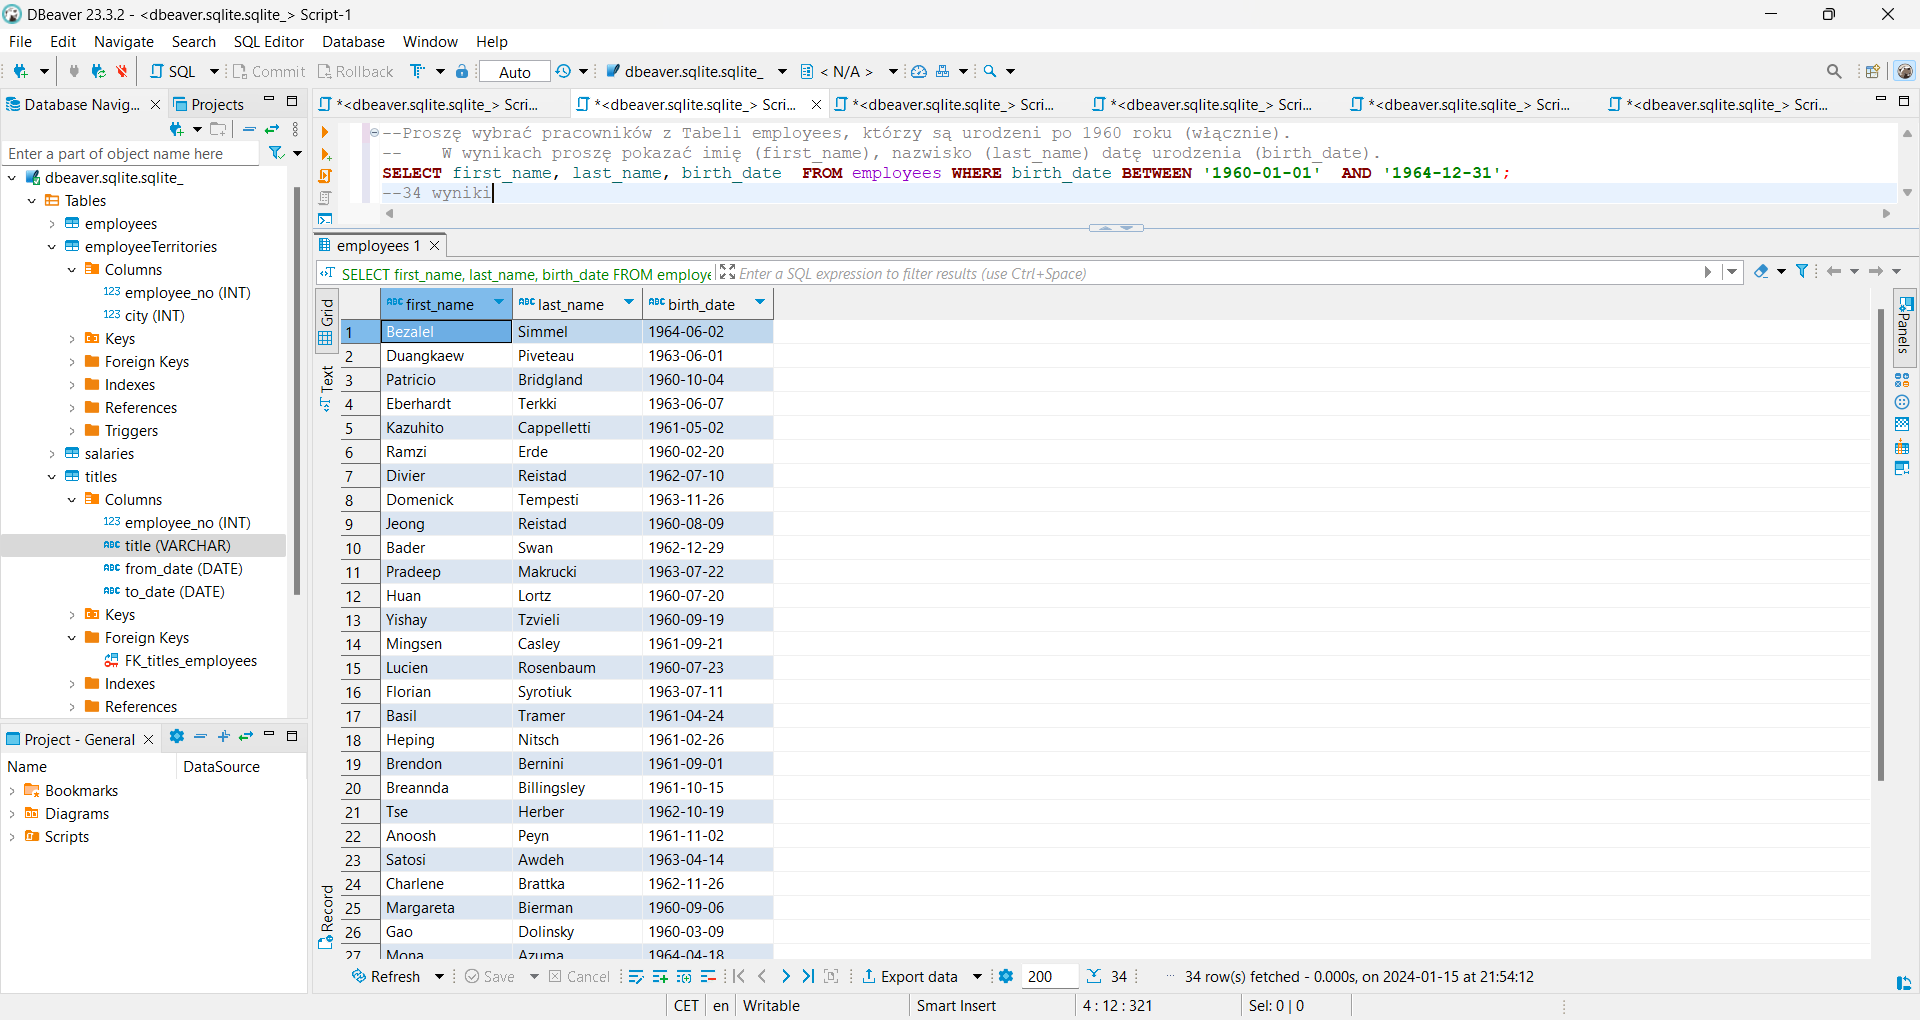 DBeaver 23.3.2 - <dbeaver.sqlite.sqlite_> Script-1
File Edit Navigate Search SQL Editor Database Window Help
SQL Commit Rollback Auto dbeaver.sqlite.sqlite_ < N/A >
Database Navig... Projects
*<dbeaver.sqlite.sqlite_> Scri... *<dbeaver.sqlite.sqlite_> Scri... *<dbeaver.sqlite.sqlite_> Scri... *<dbeaver.sqlite.sqlite_> Scri... *<dbeaver.sqlite.sqlite_> Scri... *<dbeaver.sqlite.sqlite_> Scri...
Enter a part of object name here
dbeaver.sqlite.sqlite_
Tables
employees
employeeTerritories
Columns
123 employee_no (INT)
123 city (INT)
Keys
Foreign Keys
Indexes
References
Triggers
salaries
titles
Columns
123 employee_no (INT)
ABC title (VARCHAR)
ABC from_date (DATE)
ABC to_date (DATE)
Keys
Foreign Keys
FK_titles_employees
Indexes
References
Project - General
Name DataSource
Bookmarks
Diagrams
Scripts
--Proszę wybrać pracowników z Tabeli employees, którzy są urodzeni po 1960 roku (włącznie).
-- W wynikach proszę pokazać imię (first_name), nazwisko (last_name) datę urodzenia (birth_date).
SELECT first_name, last_name, birth_date FROM employees WHERE birth_date BETWEEN '1960-01-01' AND '1964-12-31';
--34 wyniki
employees 1
SELECT first_name, last_name, birth_date FROM employe Enter a SQL expression to filter results (use Ctrl+Space)
Grid
Text
Record
Panels
ABC first_name ABC last_name ABC birth_date
1 Bezalel Simmel 1964-06-02
2 Duangkaew Piveteau 1963-06-01
3 Patricio Bridgland 1960-10-04
4 Eberhardt Terkki 1963-06-07
5 Kazuhito Cappelletti 1961-05-02
6 Ramzi Erde 1960-02-20
7 Divier Reistad 1962-07-10
8 Domenick Tempesti 1963-11-26
9 Jeong Reistad 1960-08-09
10 Bader Swan 1962-12-29
11 Pradeep Makrucki 1963-07-22
12 Huan Lortz 1960-07-20
13 Yishay Tzvieli 1960-09-19
14 Mingsen Casley 1961-09-21
15 Lucien Rosenbaum 1960-07-23
16 Florian Syrotiuk 1963-07-11
17 Basil Tramer 1961-04-24
18 Heping Nitsch 1961-02-26
19 Brendon Bernini 1961-09-01
20 Breannda Billingsley 1961-10-15
21 Tse Herber 1962-10-19
22 Anoosh Peyn 1961-11-02
23 Satosi Awdeh 1963-04-14
24 Charlene Brattka 1962-11-26
25 Margareta Bierman 1960-09-06
26 Gao Dolinsky 1960-03-09
27 Mona Azuma 1964-04-18
Refresh Save Cancel Export data 200 34 ... 34 row(s) fetched - 0.000s, on 2024-01-15 at 21:54:12
CET en Writable Smart Insert 4 : 12 : 321 Sel: 0 | 0